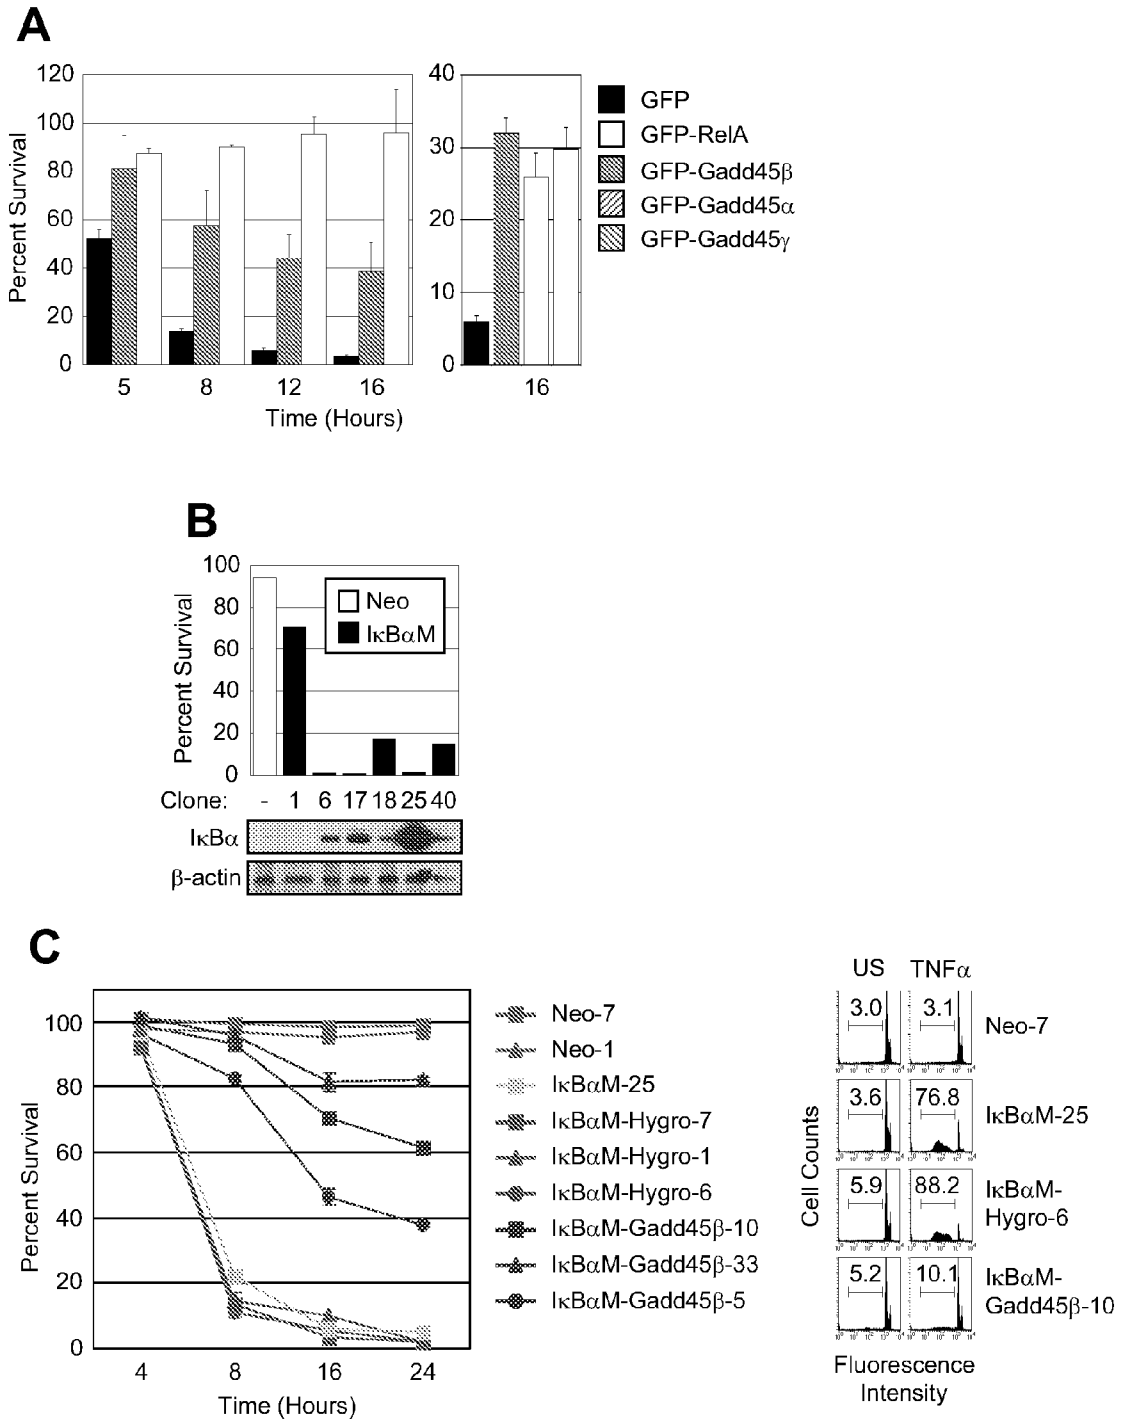 A
Percent Survival
120
100
80
60
40
20
0
5 8 12 16
Time (Hours)
40
30
20
10
0
16
GFP
GFP-RelA
GFP-Gadd45β
GFP-Gadd45α
GFP-Gadd45γ
B
Percent Survival
100
80
60
40
20
0
Neo
IκBαM
Clone: - 1 6 17 18 25 40
IκBα
β-actin
C
Percent Survival
100
80
60
40
20
0
4 8 16 24
Time (Hours)
Neo-7
Neo-1
IκBαM-25
IκBαM-Hygro-7
IκBαM-Hygro-1
IκBαM-Hygro-6
IκBαM-Gadd45β-10
IκBαM-Gadd45β-33
IκBαM-Gadd45β-5
US TNFα
Cell Counts
3.0 3.1
Neo-7
3.6 76.8
IκBαM-25
5.9 88.2
IκBαM-
Hygro-6
5.2 10.1
IκBαM-
Gadd45β-10
Fluorescence
Intensity